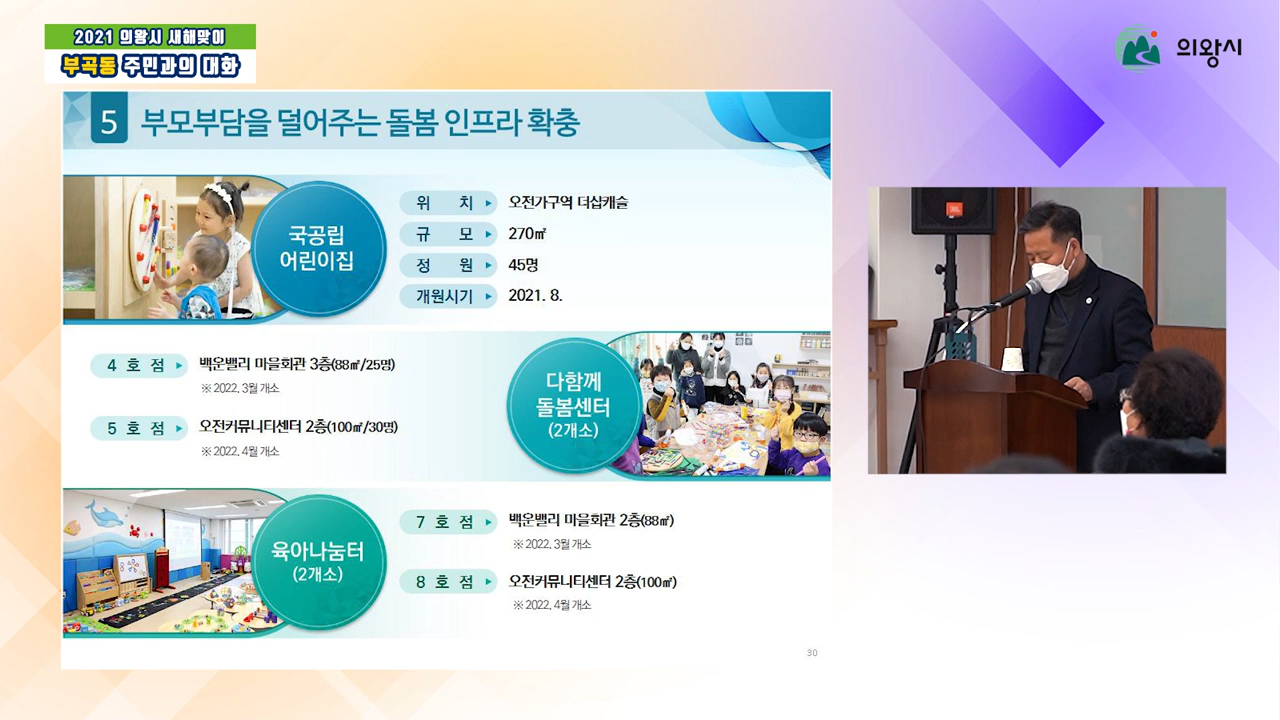 2021 의왕시 새해맞이
부곡동 주민과의 대화
의왕시
5 부모부담을 덜어주는 돌봄 인프라 확충
국공립
어린이집
위 치 오전가구역 더샵캐슬
규 모 270㎡
정 원 45명
개원시기 2021. 8.
4 호 점 백운밸리 마을회관 3층(88㎡/25명)
※ 2022. 3월 개소
5 호 점 오전커뮤니티센터 2층(100㎡/30명)
※ 2022. 4월 개소
다함께
돌봄센터
(2개소)
육아나눔터
(2개소)
7 호 점 백운밸리 마을회관 2층(88㎡)
※ 2022. 3월 개소
8 호 점 오전커뮤니티센터 2층(100㎡)
※ 2022. 4월 개소
30
JBL